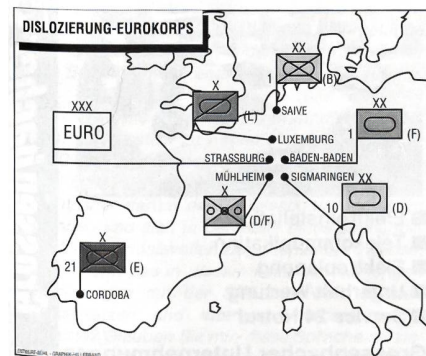 DISLOZIERUNG-EUROKORPS
XX
1 (B)
X
(L)
SAIVE
XXX
EURO
XX
1 (F)
LUXEMBURG
STRASSBURG BADEN-BADEN
MÜHLHEIM SIGMARINGEN
X
(D/F)
XX
10 (D)
X
21 (E)
CORDOBA